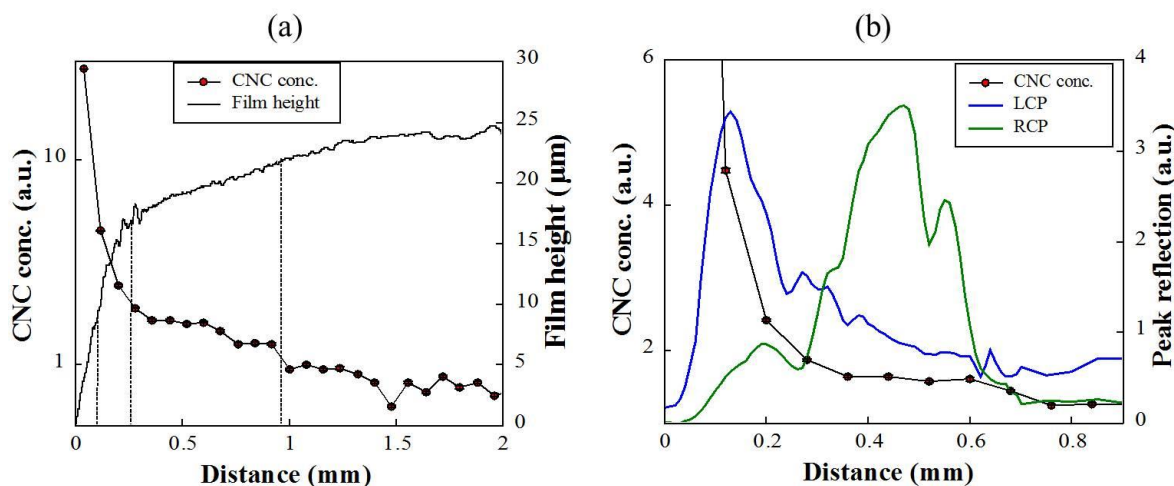 (a)
(b)
CNC conc.
Film height
CNC conc. (a.u.)
10
1
30
25
20
15
10
5
0
Film height (µm)
0
0.5
1
1.5
2
Distance (mm)
CNC conc.
LCP
RCP
CNC conc. (a.u.)
6
4
2
4
3
2
1
0
Peak reflection (a.u.)
0
0.2
0.4
0.6
0.8
Distance (mm)